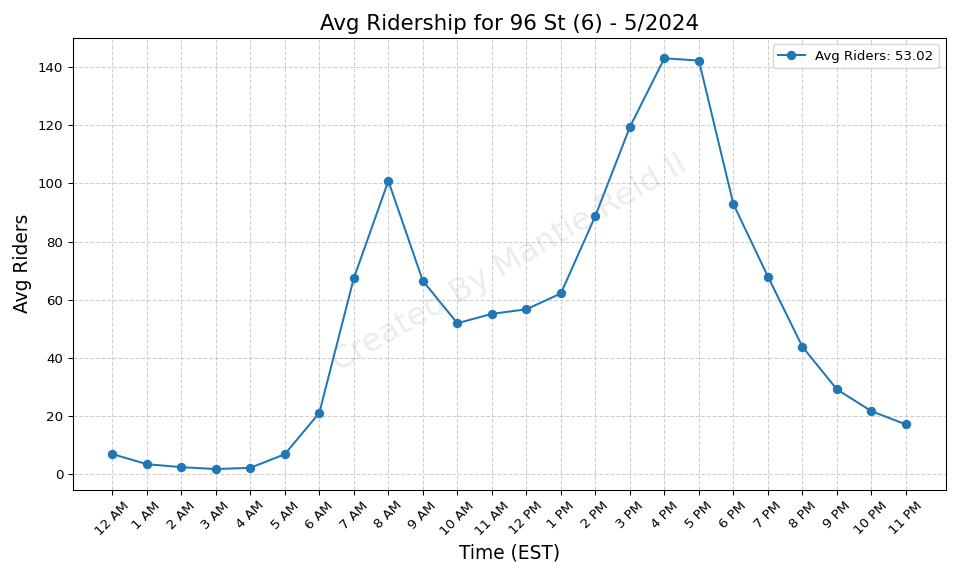 Avg Ridership for 96 St (6) - 5/2024
Avg Riders: 53.02
140
120
100
80
60
40
20
0
Avg Riders
Created By Mantie Reid II
12 AM
1 AM
2 AM
3 AM
4 AM
5 AM
6 AM
7 AM
8 AM
9 AM
10 AM
11 AM
12 PM
1 PM
2 PM
3 PM
4 PM
5 PM
6 PM
7 PM
8 PM
9 PM
10 PM
11 PM
Time (EST)